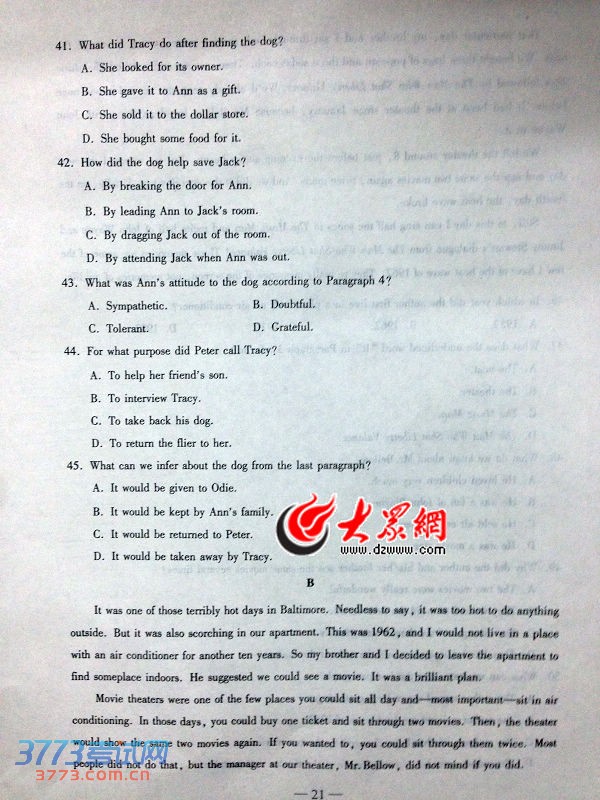 41. What did Tracy do after finding the dog?
A. She looked for its owner.
B. She gave it to Ann as a gift.
C. She sold it to the dollar store.
D. She bought some food for it.
42. How did the dog help save Jack?
A. By breaking the door for Ann.
B. By leading Ann to Jack's room.
C. By dragging Jack out of the room.
D. By attending Jack when Ann was out.
43. What was Ann's attitude to the dog according to Paragraph 4?
A. Sympathetic. B. Doubtful.
C. Tolerant. D. Grateful.
44. For what purpose did Peter call Tracy?
A. To help her friend's son.
B. To interview Tracy.
C. To take back his dog.
D. To return the flier to her.
45. What can we infer about the dog from the last paragraph?
A. It would be given to Odie.
B. It would be kept by Ann's family.
C. It would be returned to Peter.
D. It would be taken away by Tracy.
大眾網
www.dzwww.com
B
It was one of those terribly hot days in Baltimore. Needless to say, it was too hot to do anything
outside. But it was also scorching in our apartment. This was 1962, and I would not live in a place
with an air conditioner for another ten years. So my brother and I decided to leave the apartment to
find someplace indoors. He suggested we could see a movie. It was a brilliant plan.
Movie theaters were one of the few places you could sit all day and—most important—sit in air
conditioning. In those days, you could buy one ticket and sit through two movies. Then, the theater
would show the same two movies again. If you wanted to, you could sit through them twice. Most
people did not do that, but the manager at our theater, Mr. Bellow, did not mind if you did.
3773考试网
3773.com.cn
— 21 —